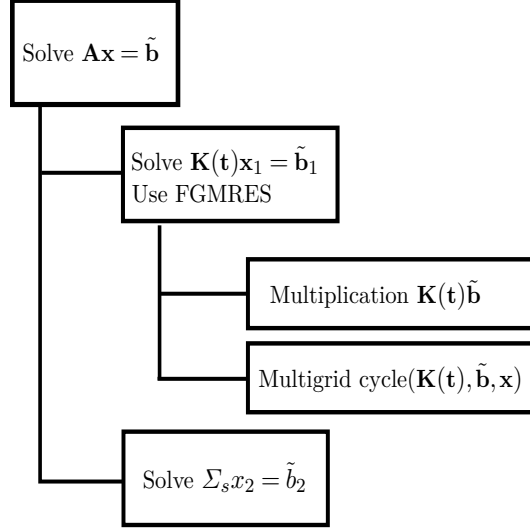 Solve 𝐀𝐱 = 𝐛̃
Solve 𝐊(𝐭)𝐱₁ = 𝐛̃₁
Use FGMRES
Multiplication 𝐊(𝐭)𝐛̃
Multigrid cycle(𝐊(𝐭), 𝐛̃, 𝐱)
Solve Σₛx₂ = b̃₂